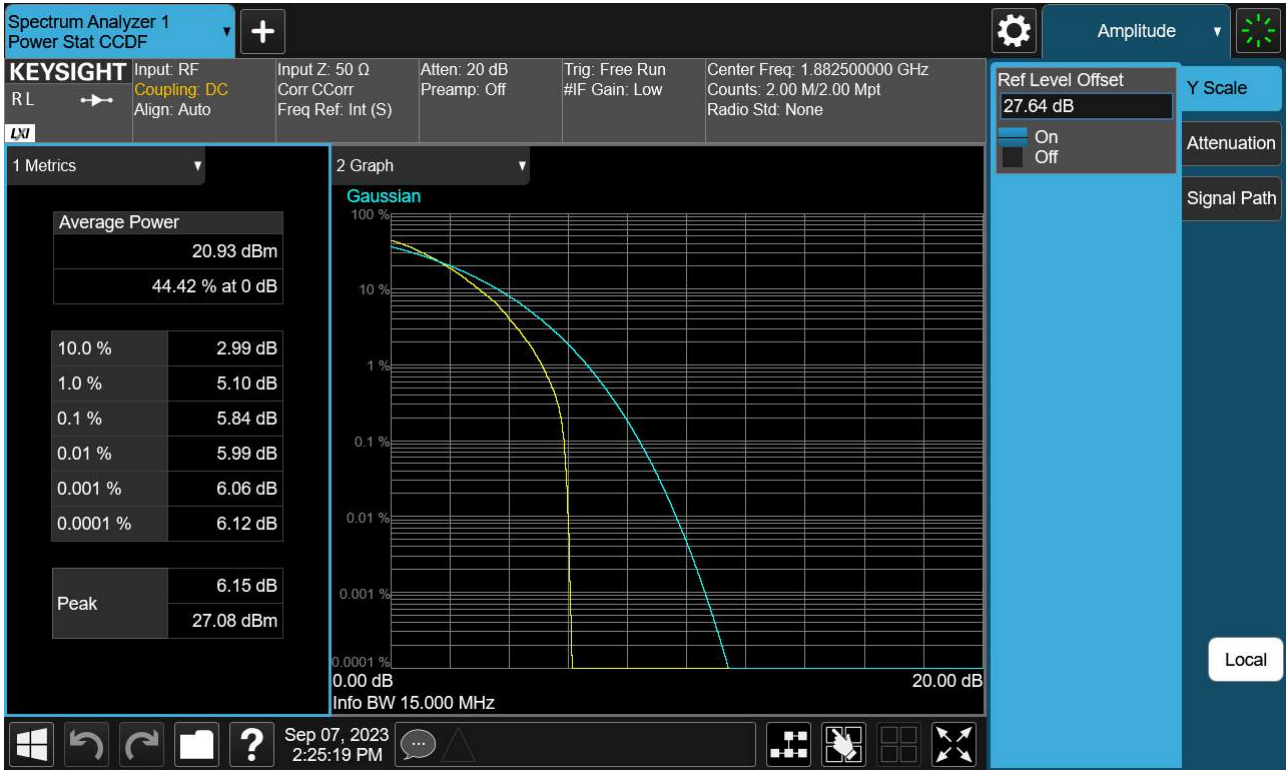 Spectrum Analyzer 1
Power Stat CCDF
Amplitude
KEYSIGHT
R L
LXI
Input: RF
Coupling: DC
Align: Auto
Input Z: 50 Ω
Corr CCorr
Freq Ref: Int (S)
Atten: 20 dB
Preamp: Off
Trig: Free Run
#IF Gain: Low
Center Freq: 1.882500000 GHz
Counts: 2.00 M/2.00 Mpt
Radio Std: None
Ref Level Offset
27.64 dB
On
Off
Y Scale
Attenuation
Signal Path
1 Metrics
Average Power
20.93 dBm
44.42 % at 0 dB
10.0 % 2.99 dB
1.0 % 5.10 dB
0.1 % 5.84 dB
0.01 % 5.99 dB
0.001 % 6.06 dB
0.0001 % 6.12 dB
Peak
6.15 dB
27.08 dBm
2 Graph
Gaussian
100 %
10 %
1 %
0.1 %
0.01 %
0.001 %
0.0001 %
0.00 dB 20.00 dB
Info BW 15.000 MHz
Local
?
Sep 07, 2023
2:25:19 PM